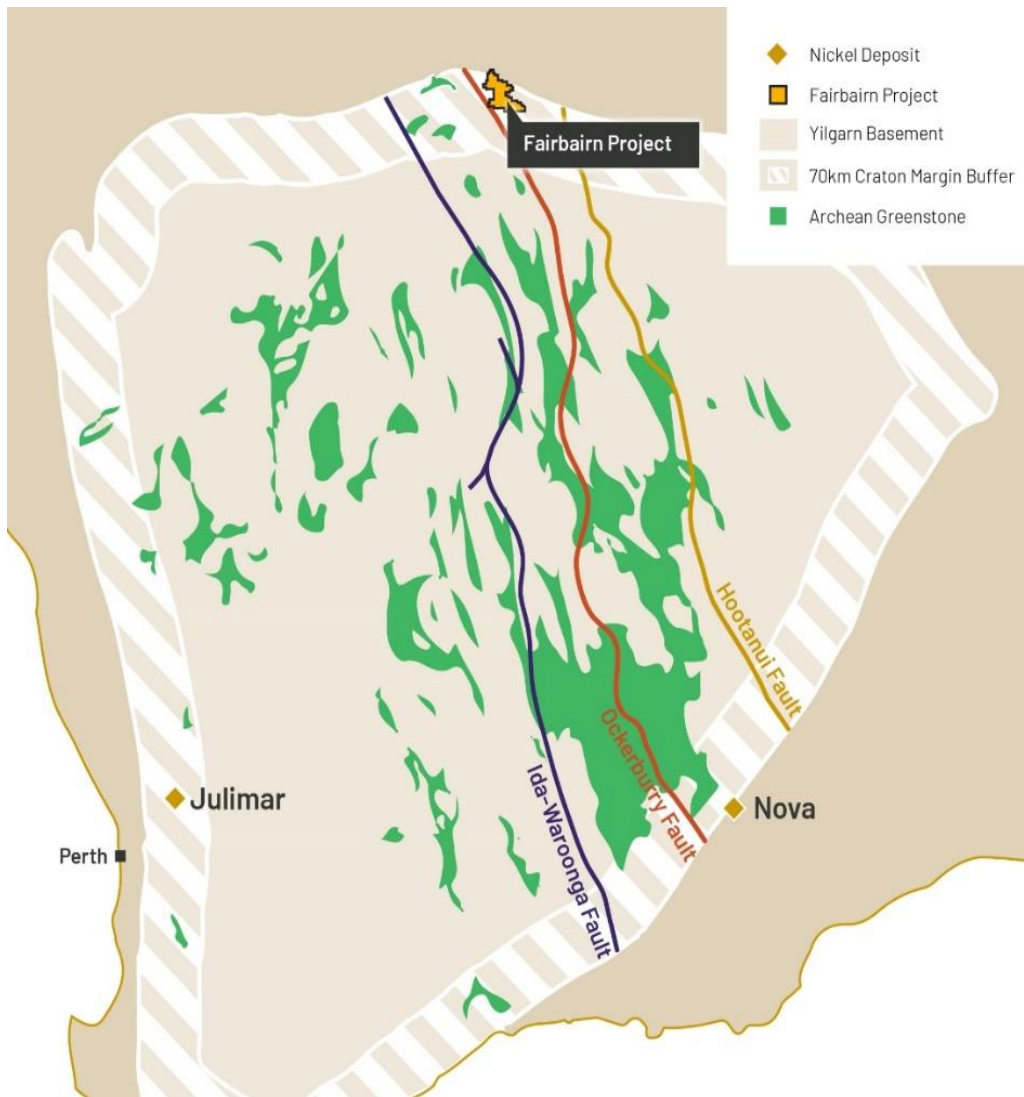 Nickel Deposit
Fairbairn Project
Yilgarn Basement
70km Craton Margin Buffer
Archean Greenstone
Fairbairn Project
Hootanui Fault
Ockerburry Fault
Ida-Waroonga Fault
Julimar
Nova
Perth